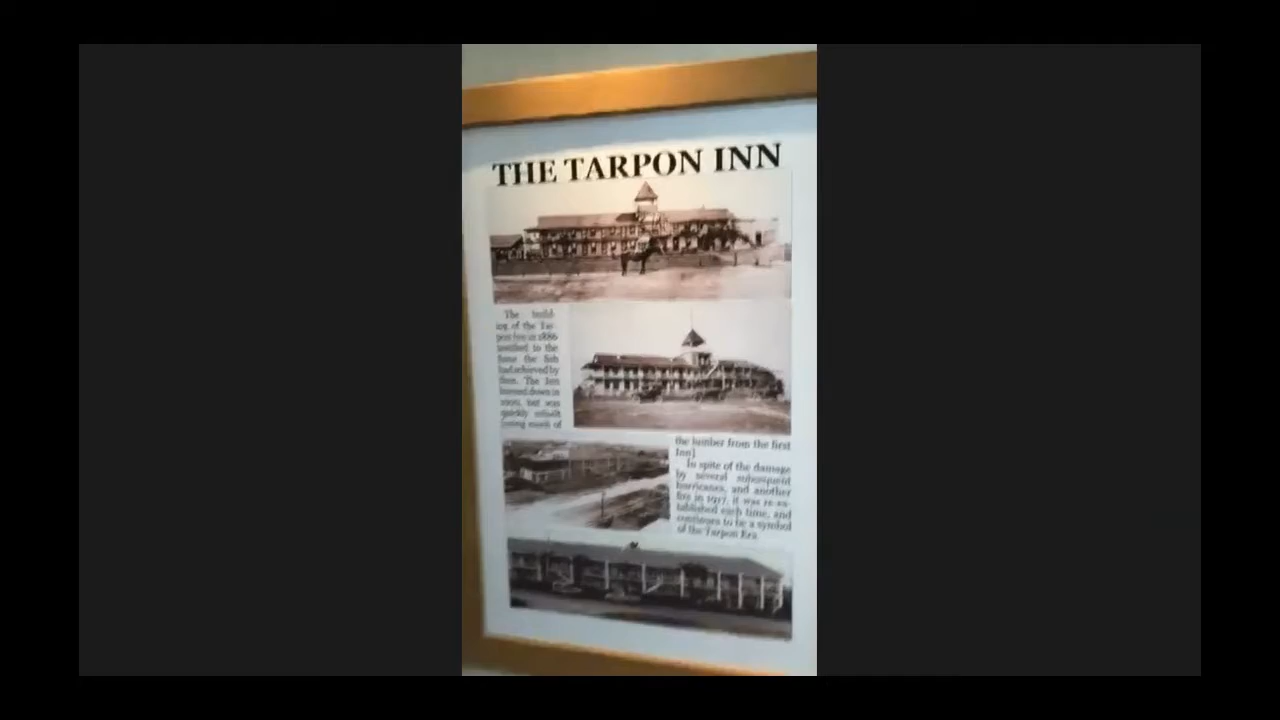 THE TARPON INN
The build-
ing of the Tar-
pon Inn in 1886
testified to the
fame the fish
had achieved by
then. The Inn
burned down in
1900, but was
quickly rebuilt
[using much of
the lumber from the first
Inn]
In spite of the damage
by several subsequent
hurricanes, and another
fire in 1917, it was re-es-
tablished each time, and
continues to be a symbol
of the Tarpon Era